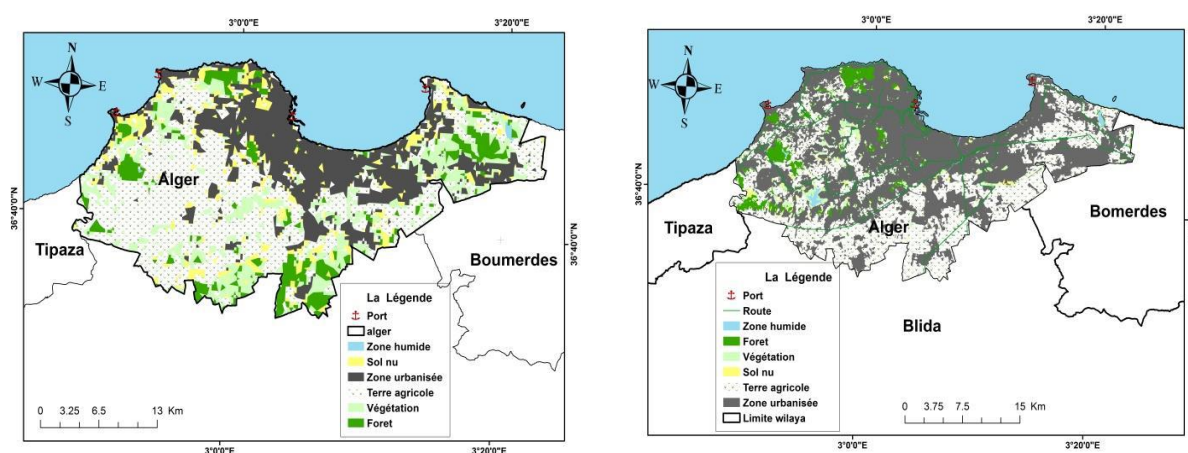 3°0'0"E
3°20'0"E
N
W
E
S
36°40'0"N
Alger
Tipaza
Boumerdes
36°40'0"N
La Légende
Port
alger
Zone humide
Sol nu
Zone urbanisée
Terre agricole
Végétation
Foret
0 3.25 6.5 13 Km
3°0'0"E
3°20'0"E
3°0'0"E
3°20'0"E
N
W
E
S
36°40'0"N
Alger
Tipaza
Bomerdes
Blida
La Légende
Port
Route
Zone humide
Foret
Végétation
Sol nu
Terre agricole
Zone urbanisée
Limite wilaya
0 3.75 7.5 15 Km
3°0'0"E
3°20'0"E